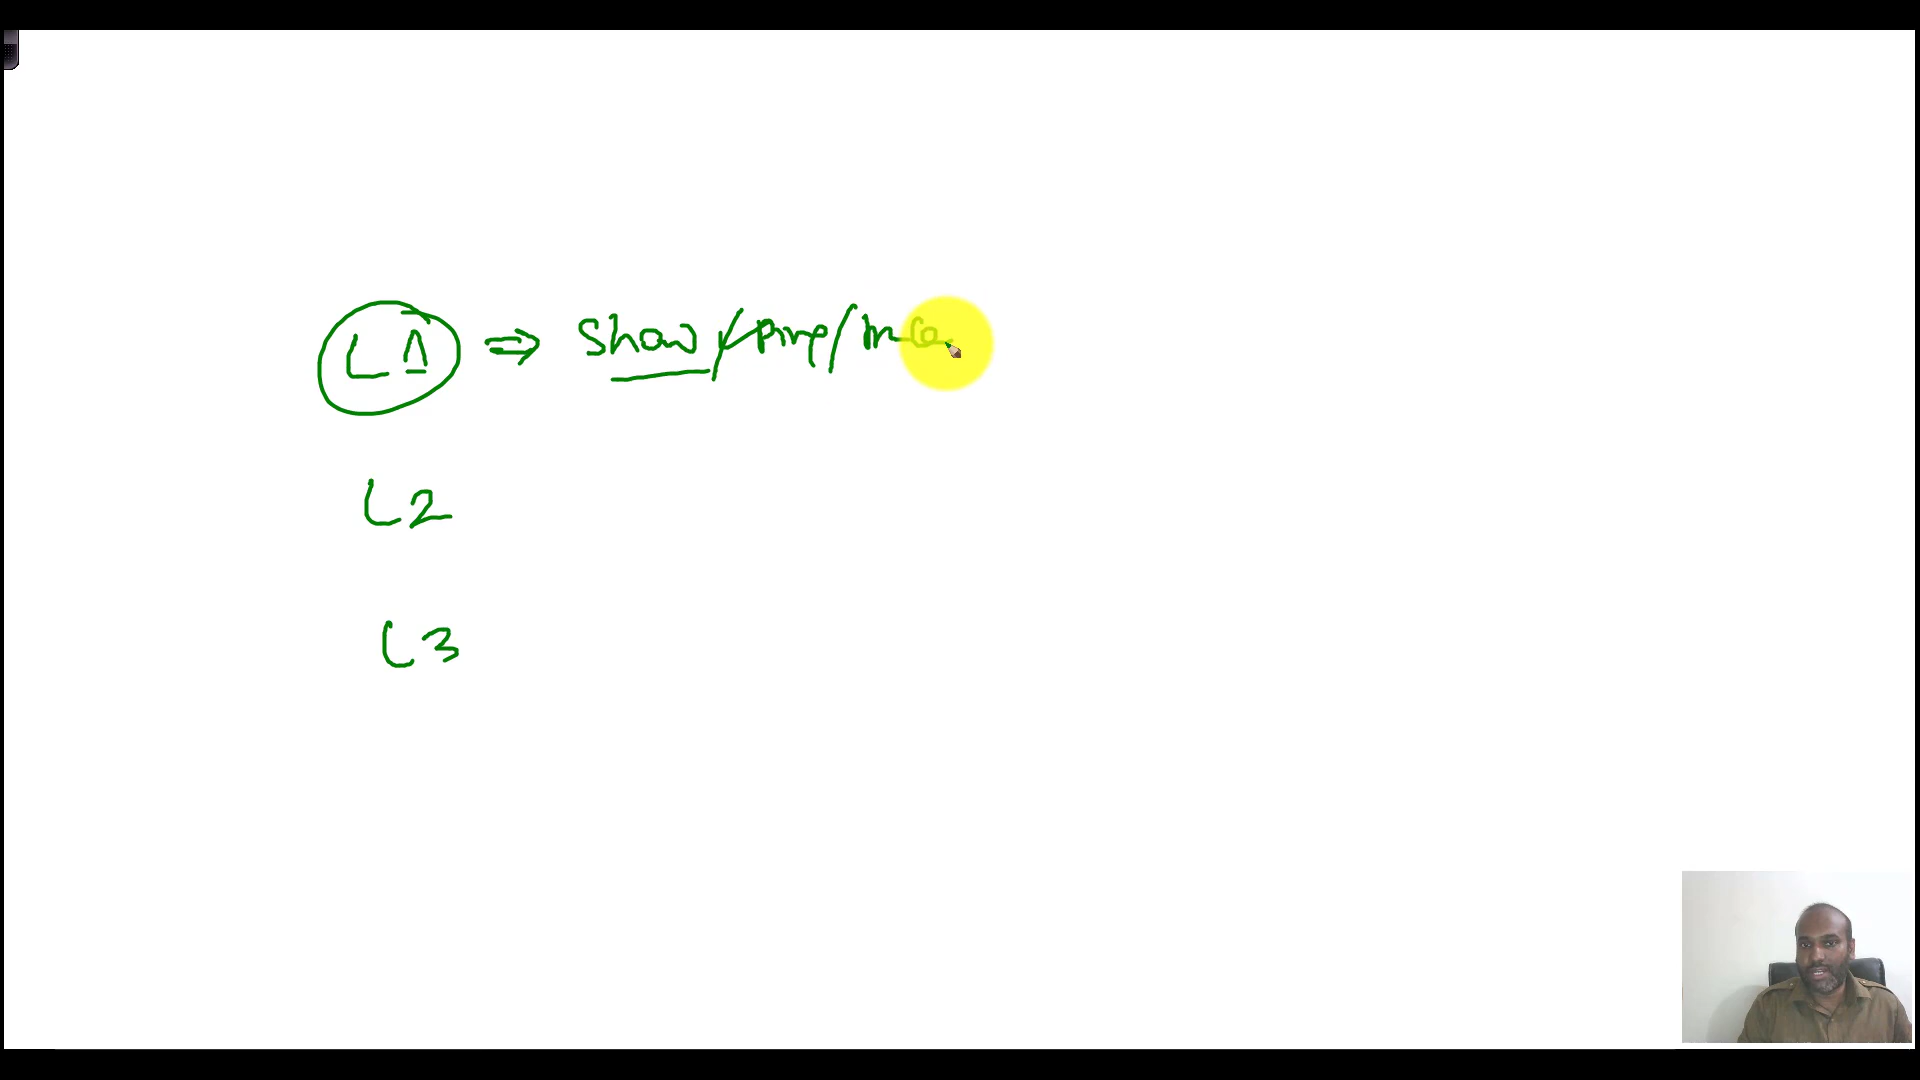 L1 ⇒ Show / Ping /
L2
L3